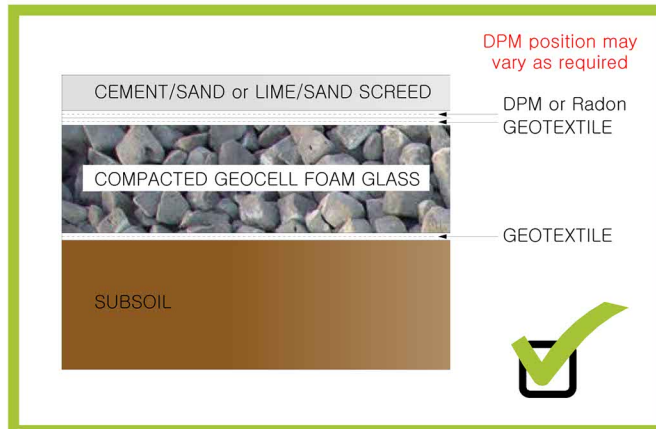 DPM position may
vary as required
CEMENT/SAND or LIME/SAND SCREED
DPM or Radon
GEOTEXTILE
COMPACTED GEOCELL FOAM GLASS
GEOTEXTILE
SUBSOIL